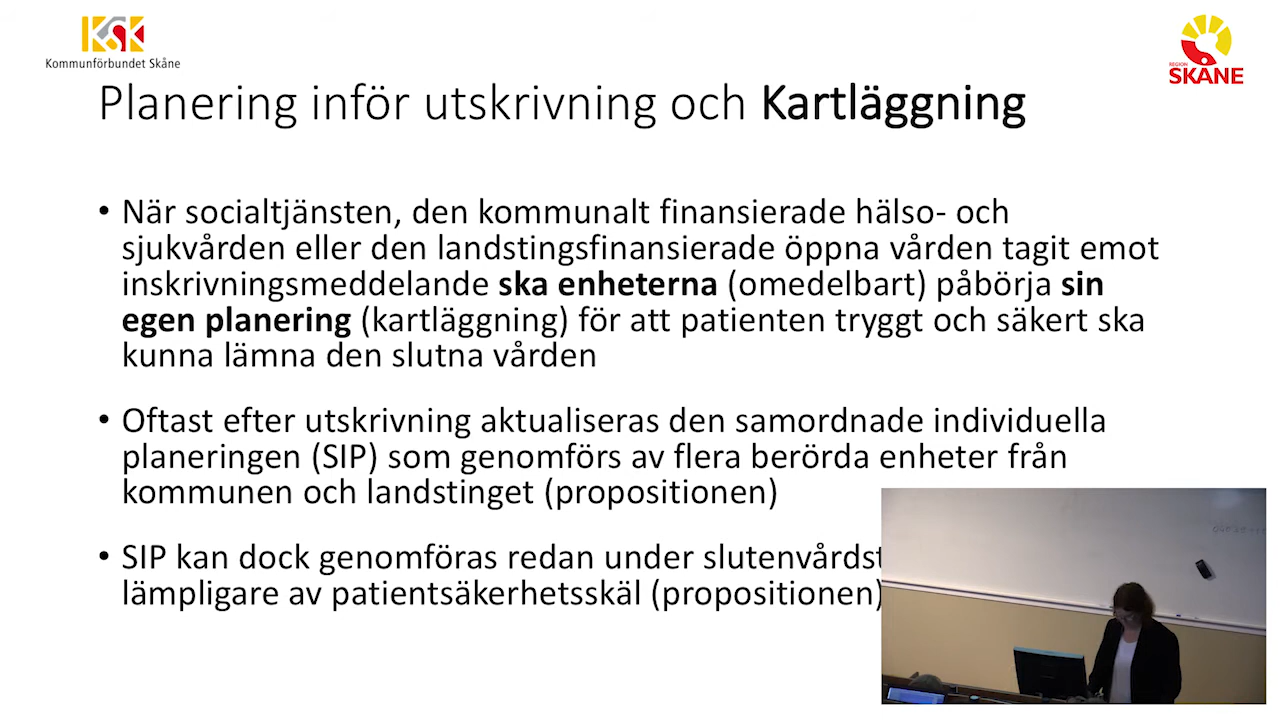 KSK
Kommunförbundet Skåne
REGION
SKÅNE
Planering inför utskrivning och Kartläggning
• När socialtjänsten, den kommunalt finansierade hälso- och
sjukvården eller den landstingsfinansierade öppna vården tagit emot
inskrivningsmeddelande ska enheterna (omedelbart) påbörja sin
egen planering (kartläggning) för att patienten tryggt och säkert ska
kunna lämna den slutna vården
• Oftast efter utskrivning aktualiseras den samordnade individuella
planeringen (SIP) som genomförs av flera berörda enheter från
kommunen och landstinget (propositionen)
• SIP kan dock genomföras redan under
lämpligare av patientsäkerhetsskäl (propositionen)